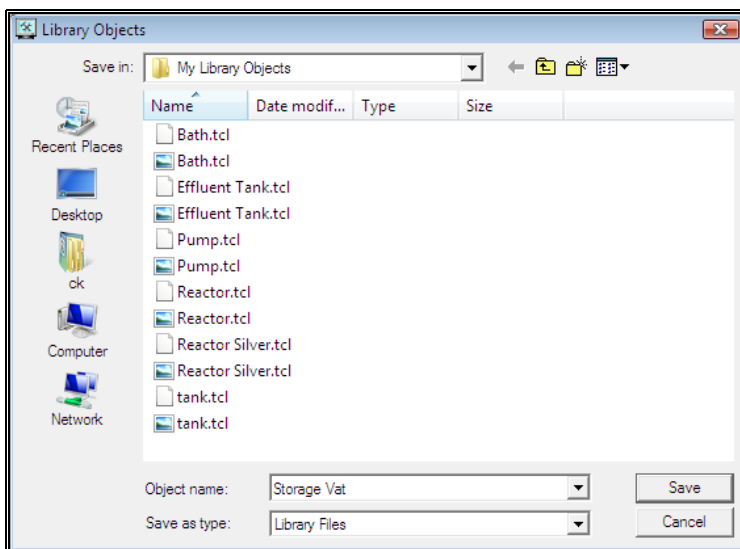 Library Objects
Save in: My Library Objects
Name Date modif... Type Size
Recent Places
Desktop
ck
Computer
Network
Bath.tcl
Bath.tcl
Effluent Tank.tcl
Effluent Tank.tcl
Pump.tcl
Pump.tcl
Reactor.tcl
Reactor.tcl
Reactor Silver.tcl
Reactor Silver.tcl
tank.tcl
tank.tcl
Object name: Storage Vat Save
Save as type: Library Files Cancel